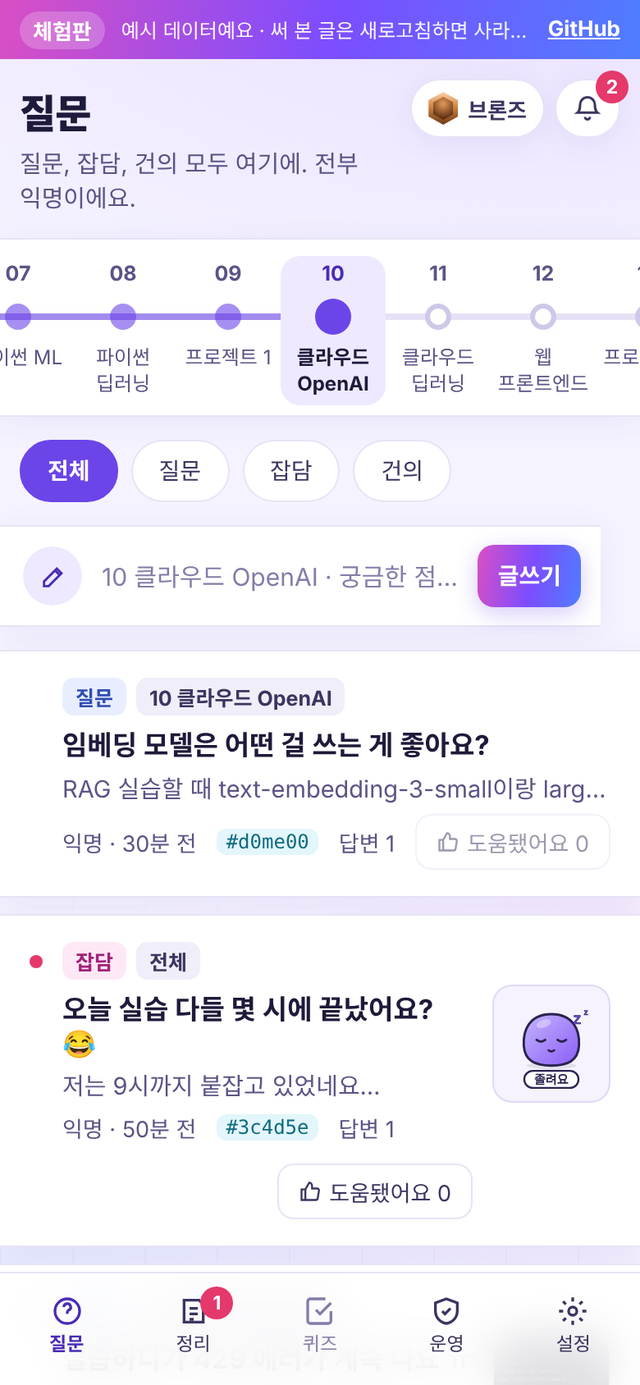 체험판 예시 데이터예요 · 써 본 글은 새로고침하면 사라... GitHub
질문
브론즈
2
질문, 잡담, 건의 모두 여기에. 전부
익명이에요.
07 08 09 10 11 12
이썬 ML 파이썬 프로젝트 1 클라우드 클라우드 웹 프로
딥러닝 OpenAI 딥러닝 프론트엔드
전체 질문 잡담 건의
10 클라우드 OpenAI · 궁금한 점... 글쓰기
질문 10 클라우드 OpenAI
임베딩 모델은 어떤 걸 쓰는 게 좋아요?
RAG 실습할 때 text-embedding-3-small이랑 larg...
익명 · 30분 전 #d0me00 답변 1 도움됐어요 0
잡담 전체
오늘 실습 다들 몇 시에 끝났어요?
😂
저는 9시까지 붙잡고 있었네요...
z z
졸려요
익명 · 50분 전 #3c4d5e 답변 1
도움됐어요 0
1
질문 정리 퀴즈 운영 설정